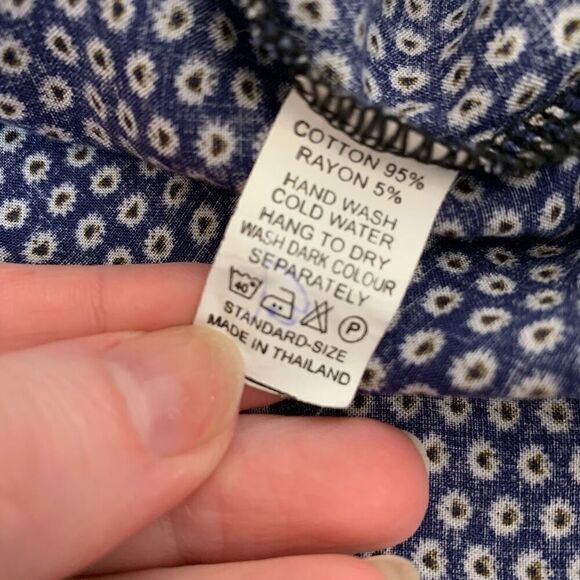 COTTON 95%
RAYON 5%
HAND WASH
COLD WATER
HANG TO DRY
WASH DARK COLOUR
SEPARATELY
40° P
STANDARD-SIZE
MADE IN THAILAND